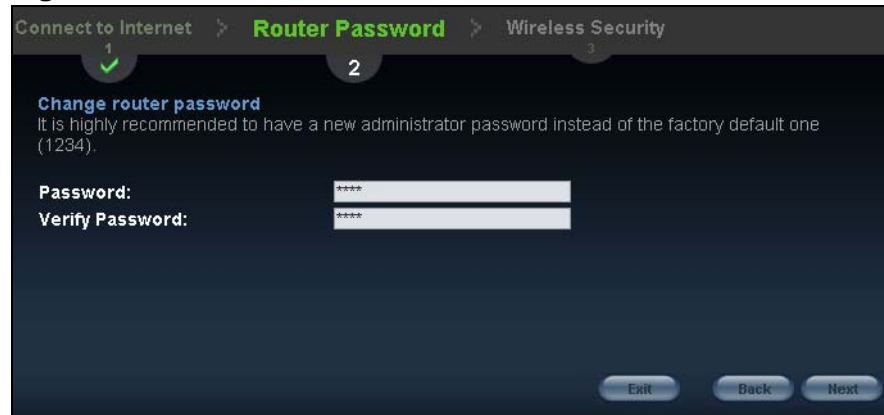 Connect to Internet > Router Password > Wireless Security
1 2 3
Change router password
It is highly recommended to have a new administrator password instead of the factory default one
(1234).
Password: ****
Verify Password: ****
Exit Back Next